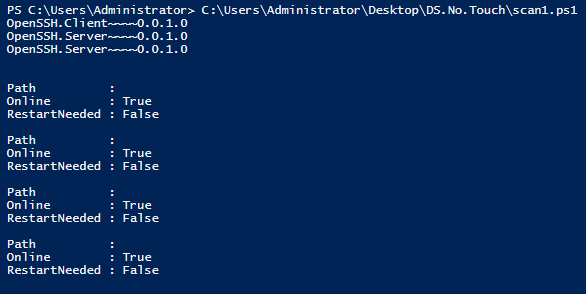 PS C:\Users\Administrator> C:\Users\Administrator\Desktop\DS.No.Touch\scan1.ps1
OpenSSH.Client~~~~0.0.1.0
OpenSSH.Server~~~~0.0.1.0
OpenSSH.Server~~~~0.0.1.0
Path          :
Online        : True
RestartNeeded : False
Path          :
Online        : True
RestartNeeded : False
Path          :
Online        : True
RestartNeeded : False
Path          :
Online        : True
RestartNeeded : False